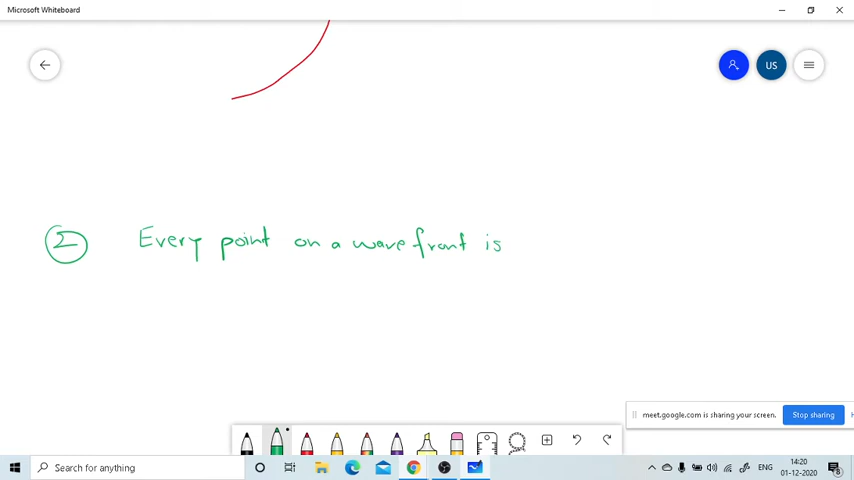 Microsoft Whiteboard
US
2 Every point on a wavefront is
meet.google.com is sharing your screen. Stop sharing
Search for anything
ENG
14:20
01-12-2020
8